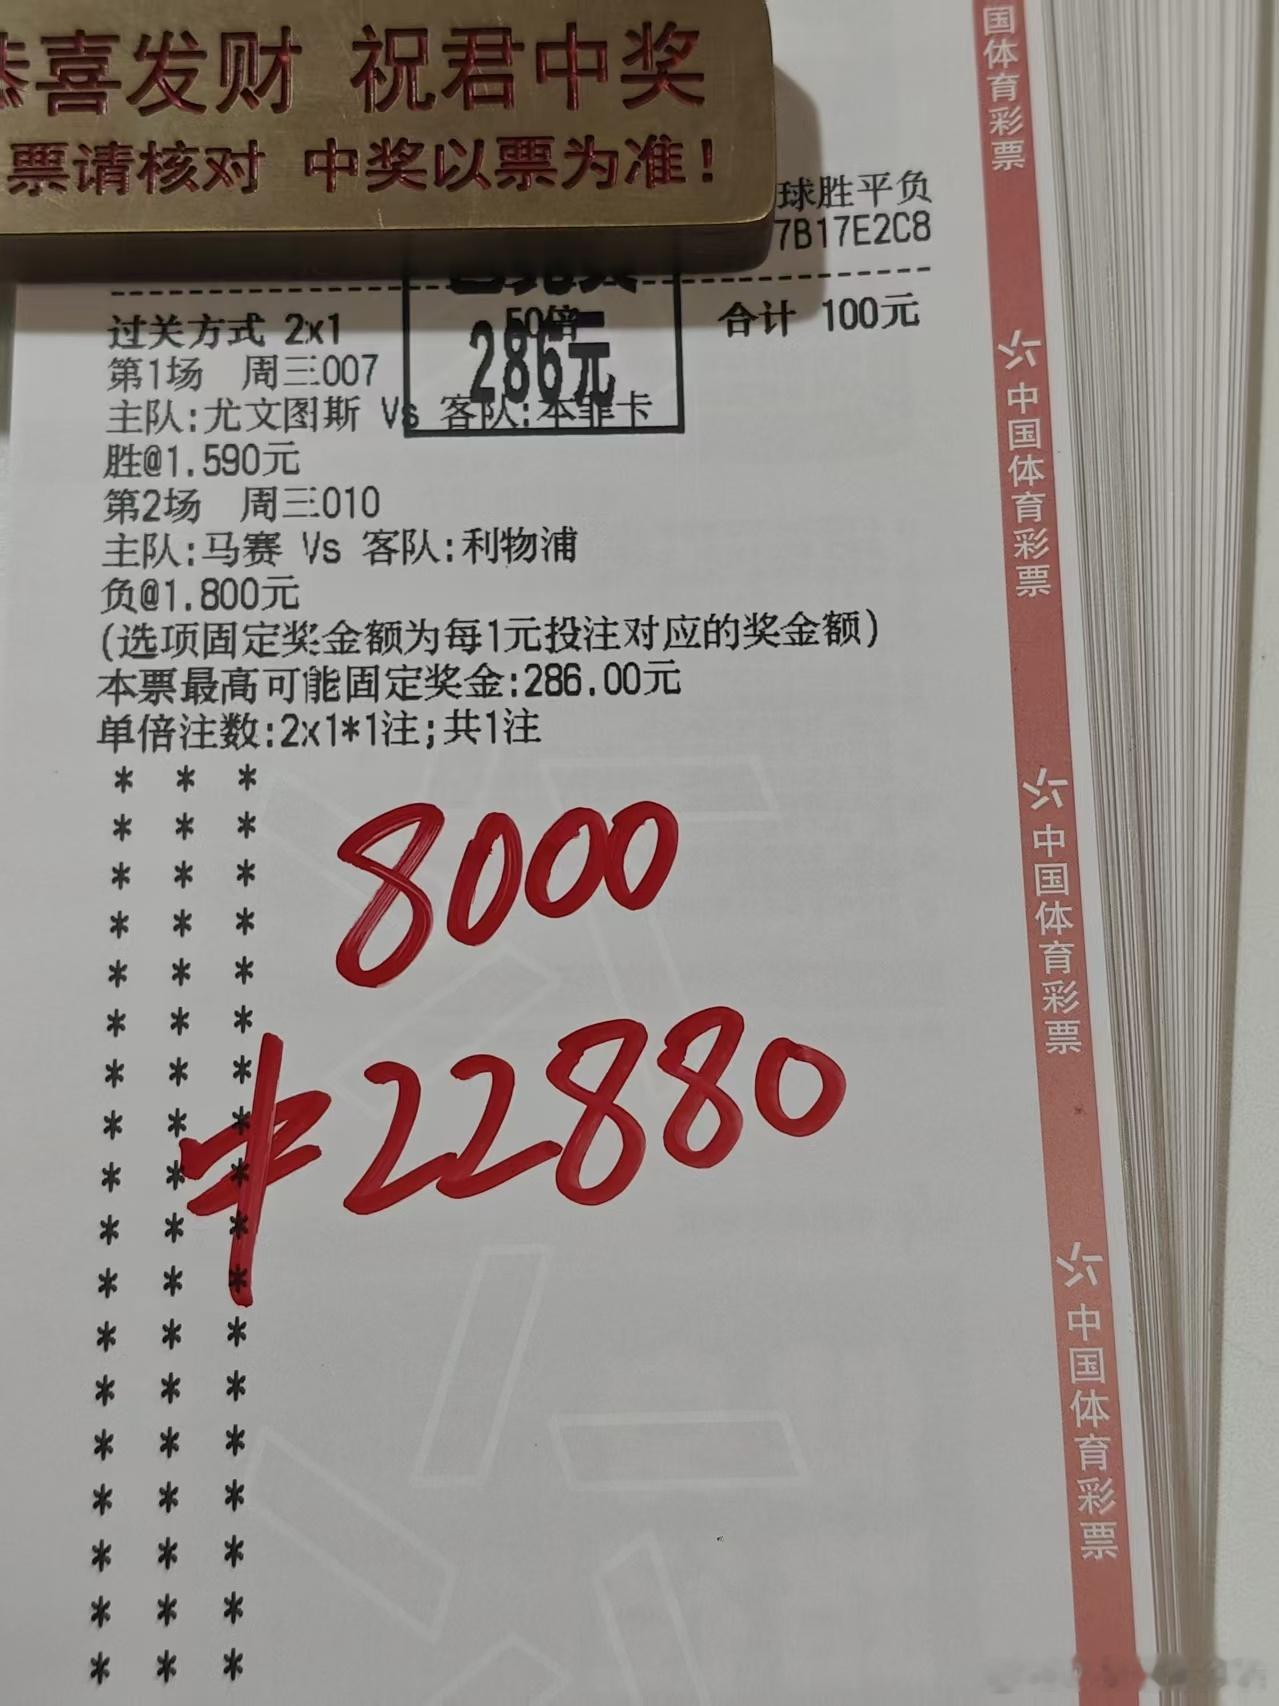 恭喜发财 祝君中奖
票请核对 中奖以票为准!
球胜平负
7B17E2C8
过关方式 2x1 50倍 合计 100元
286元
第1场 周三007
主队:尤文图斯 Vs 客队:本菲卡
胜@1.590元
第2场 周三010
主队:马赛 Vs 客队:利物浦
负@1.800元
(选项固定奖金额为每1元投注对应的奖金额)
本票最高可能固定奖金:286.00元
单倍注数:2x1*1注;共1注
8000
中22880
国体育彩票
中国体育彩票
中国体育彩票
中国体育彩票